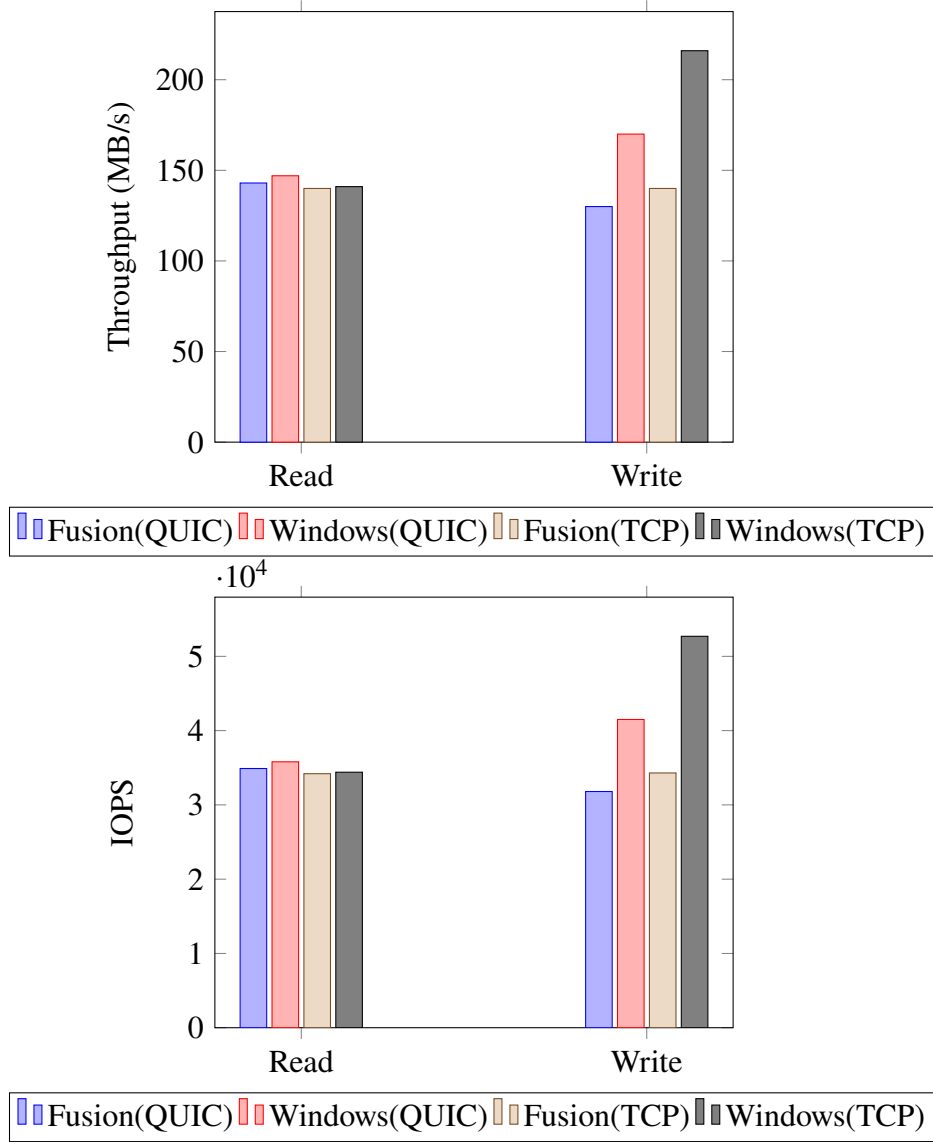 Throughput (MB/s)
200
150
100
50
0
Read Write
Fusion(QUIC) Windows(QUIC) Fusion(TCP) Windows(TCP)
·10⁴
IOPS
5
4
3
2
1
0
Read Write
Fusion(QUIC) Windows(QUIC) Fusion(TCP) Windows(TCP)